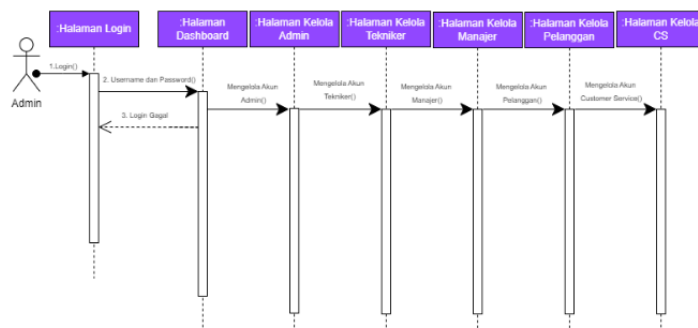 :Halaman Login
:Halaman
Dashboard
:Halaman Kelola
Admin
:Halaman Kelola
Tekniker
:Halaman Kelola
Manajer
:Halaman Kelola
Pelanggan
:Halaman Kelola
CS
Admin
1.Login()
2. Username dan Password()
3. Login Gagal
Mengelola Akun
Admin()
Mengelola Akun
Tekniker()
Mengelola Akun
Manajer()
Mengelola Akun
Pelanggan()
Mengelola Akun
Customer Service()